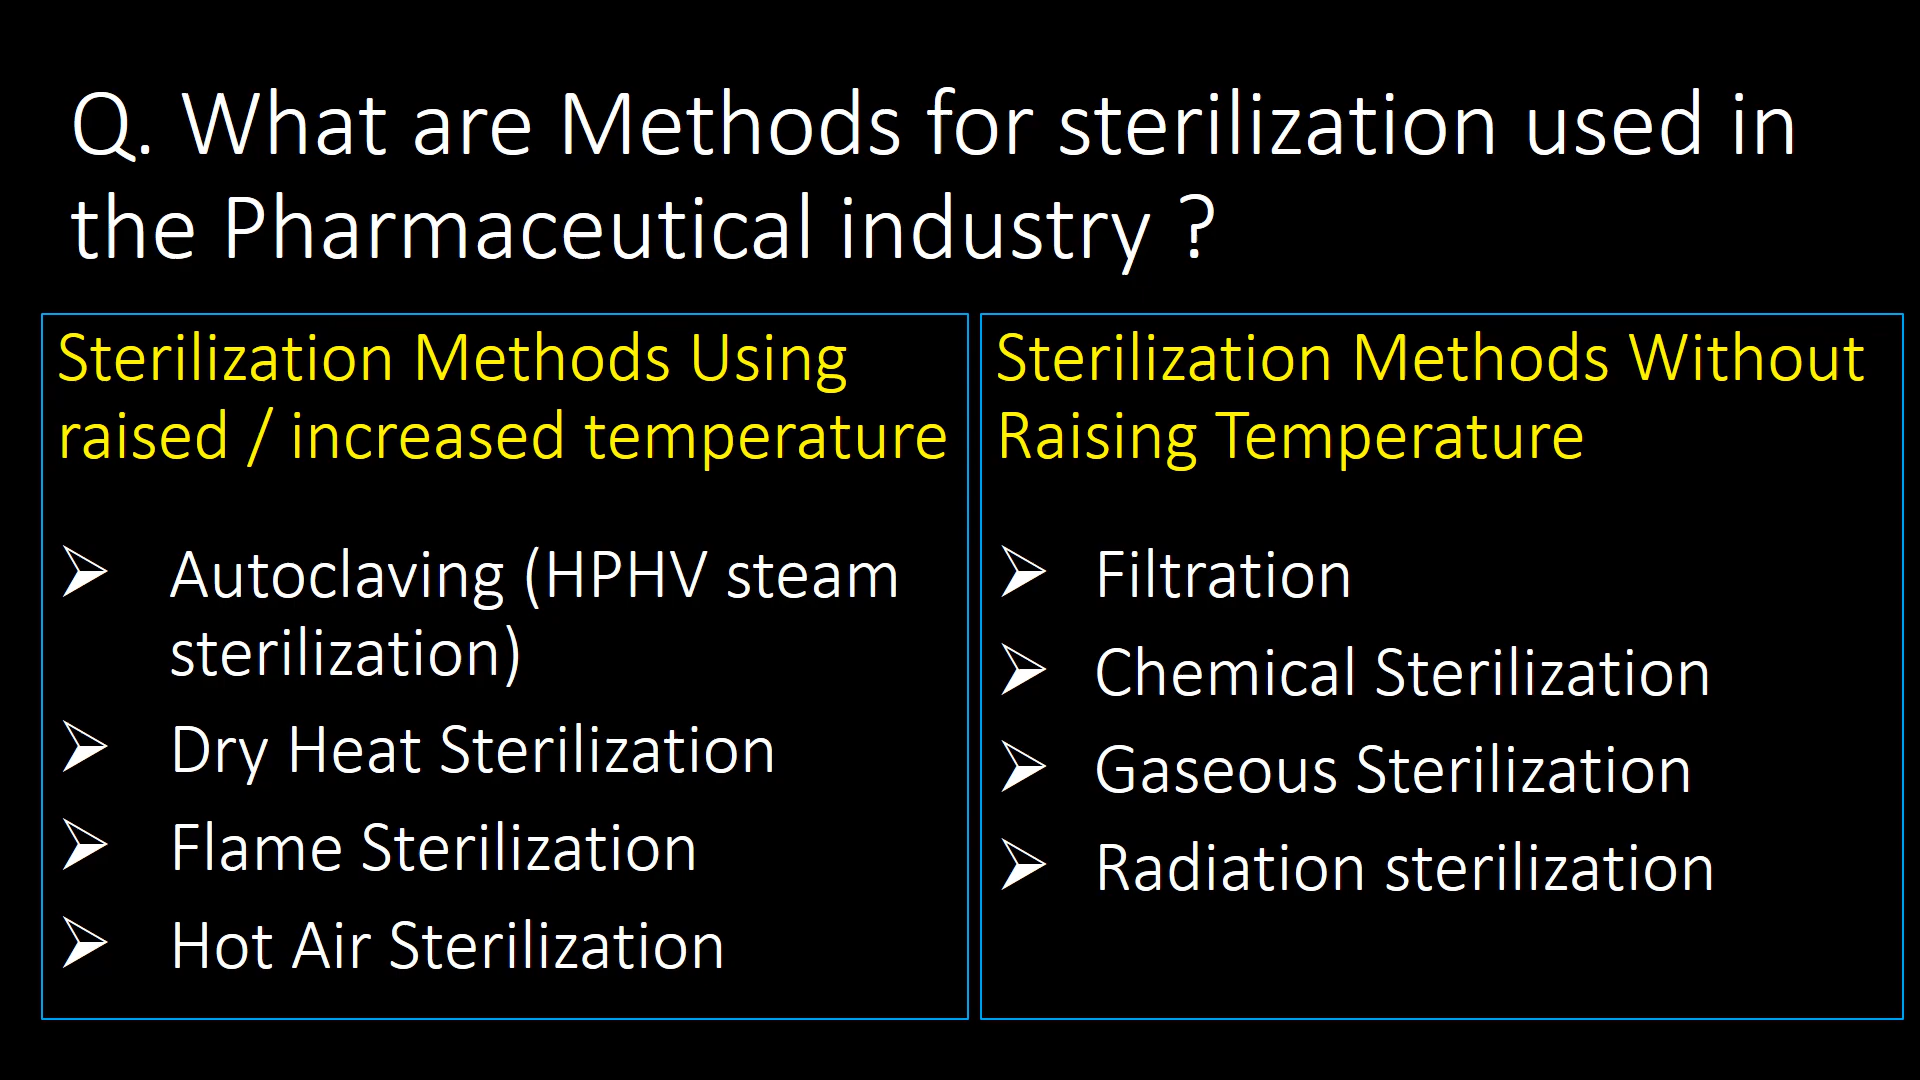 Q. What are Methods for sterilization used in
the Pharmaceutical industry ?
Sterilization Methods Using
raised / increased temperature
➢ Autoclaving (HPHV steam
sterilization)
➢ Dry Heat Sterilization
➢ Flame Sterilization
➢ Hot Air Sterilization
Sterilization Methods Without
Raising Temperature
➢ Filtration
➢ Chemical Sterilization
➢ Gaseous Sterilization
➢ Radiation sterilization